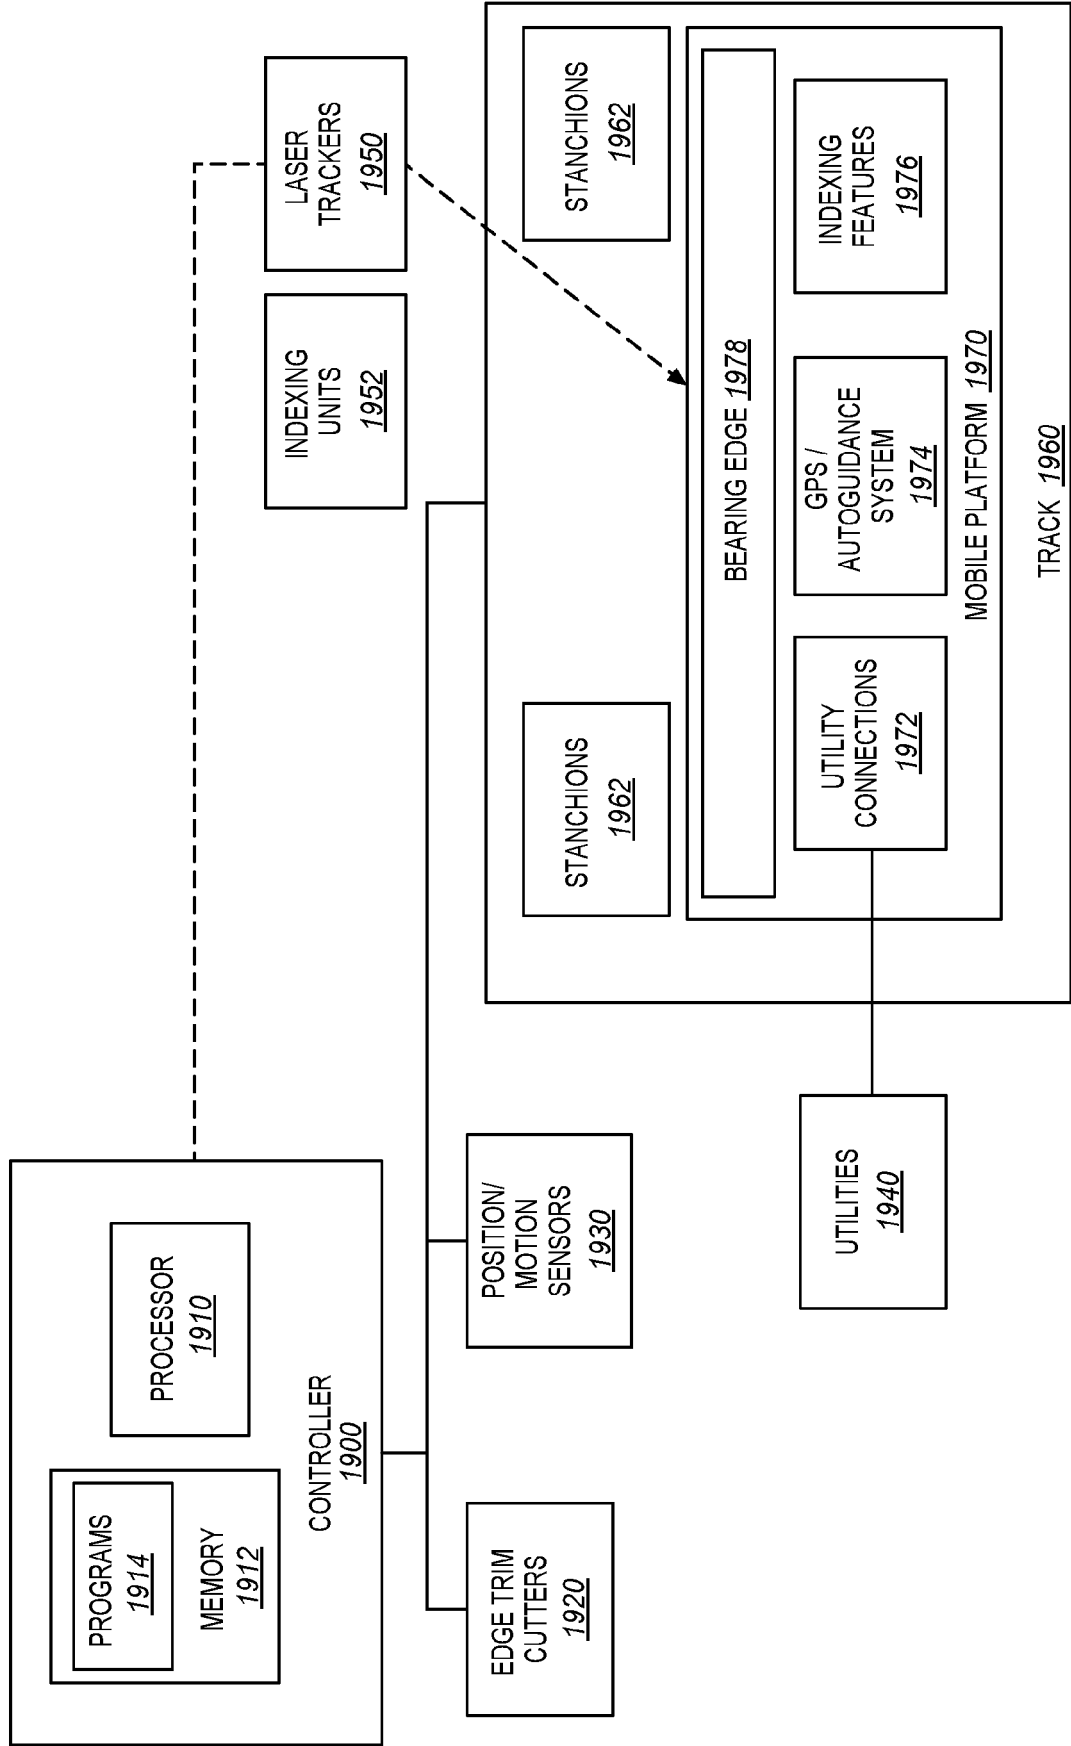 PROGRAMS
1914
MEMORY
1912
PROCESSOR
1910
CONTROLLER
1900
LASER
TRACKERS
1950
INDEXING
UNITS
1952
EDGE TRIM
CUTTERS
1920
POSITION/
MOTION
SENSORS
1930
STANCHIONS
1962
STANCHIONS
1962
BEARING EDGE 1978
UTILITY
CONNECTIONS
1972
GPS /
AUTOGUIDANCE
SYSTEM
1974
INDEXING
FEATURES
1976
MOBILE PLATFORM 1970
TRACK 1960
UTILITIES
1940